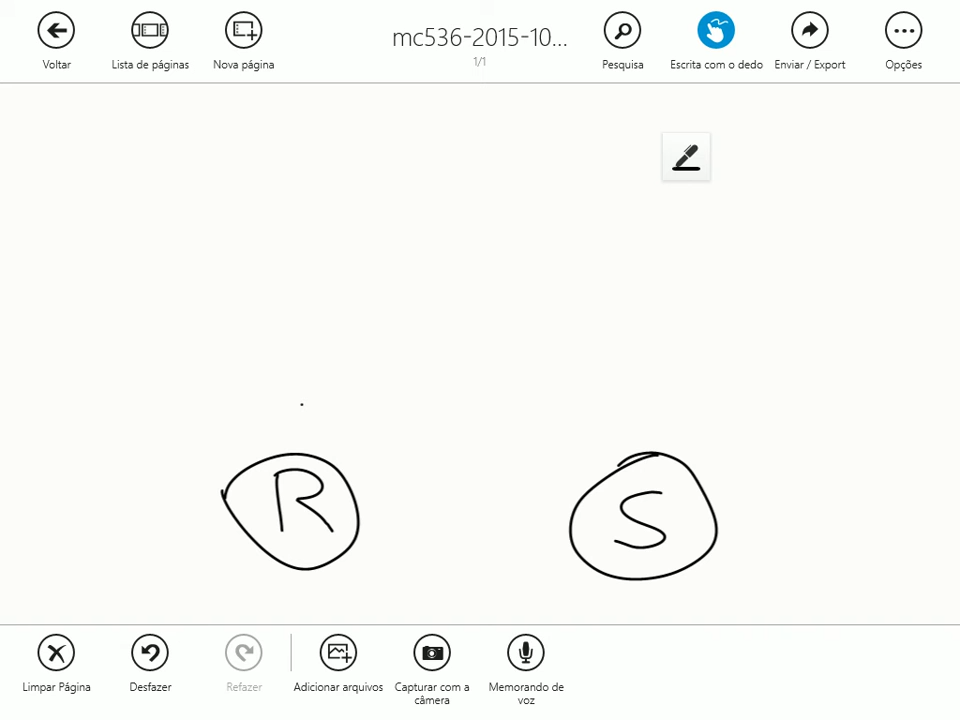 Voltar
Lista de páginas
Nova página
mc536-2015-10...
1/1
Pesquisa
Escrita com o dedo
Enviar / Export
Opções
R
S
Limpar Página
Desfazer
Refazer
Adicionar arquivos
Capturar com a
câmera
Memorando de
voz